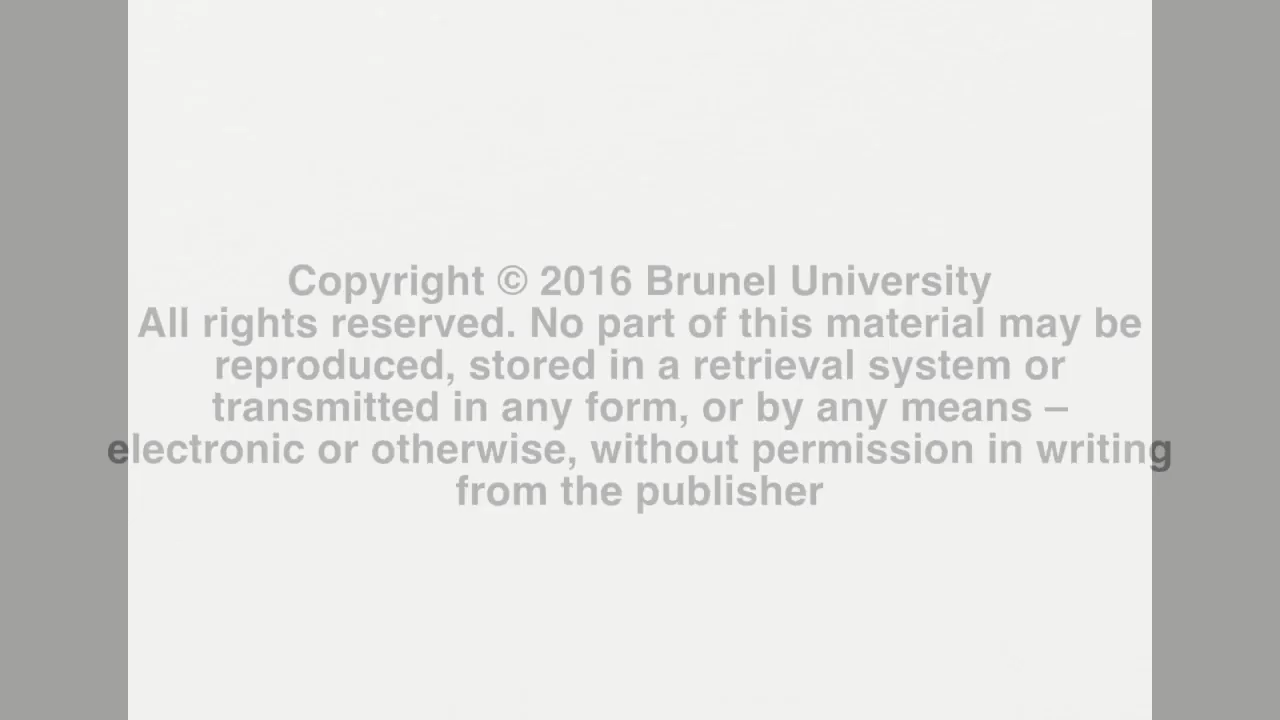 Copyright © 2016 Brunel University
All rights reserved. No part of this material may be
reproduced, stored in a retrieval system or
transmitted in any form, or by any means –
electronic or otherwise, without permission in writing
from the publisher